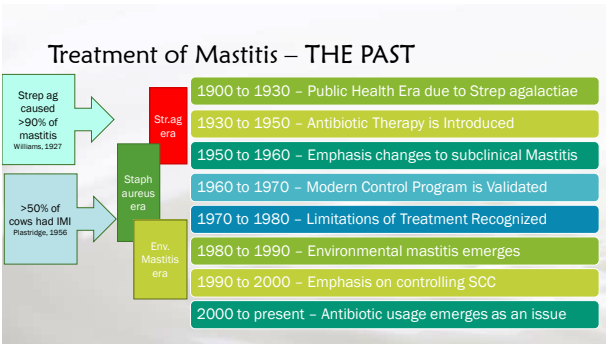 Treatment of Mastitis – THE PAST
Strep ag
caused
>90% of
mastitis
Williams, 1927
>50% of
cows had IMI
Plastridge, 1956
Str.ag
era
Staph
aureus
era
Env.
Mastitis
era
1900 to 1930 – Public Health Era due to Strep agalactiae
1930 to 1950 – Antibiotic Therapy is Introduced
1950 to 1960 – Emphasis changes to subclinical Mastitis
1960 to 1970 – Modern Control Program is Validated
1970 to 1980 – Limitations of Treatment Recognized
1980 to 1990 – Environmental mastitis emerges
1990 to 2000 – Emphasis on controlling SCC
2000 to present – Antibiotic usage emerges as an issue